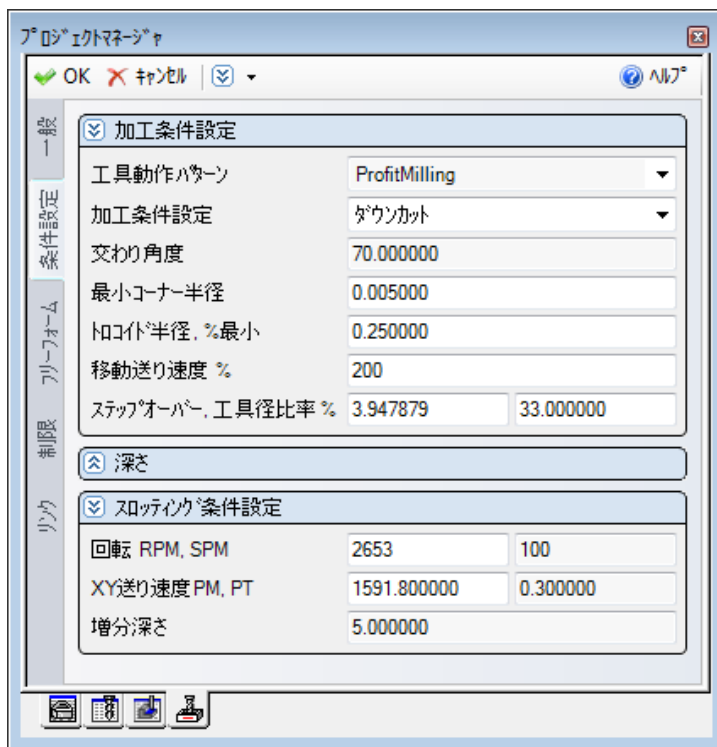 プロジェクトマネージャ
OK キャンセル ヘルプ
一般
条件設定
フリーフォーム
制限
リンク
加工条件設定
工具動作パターン ProfitMilling
加工条件設定 ダウンカット
交わり角度 70.000000
最小コーナー半径 0.005000
トロコイド半径, %最小 0.250000
移動送り速度 % 200
ステップオーバー, 工具径比率 % 3.947879 33.000000
深さ
スロッティング条件設定
回転 RPM, SPM 2653 100
XY送り速度PM, PT 1591.800000 0.300000
増分深さ 5.000000